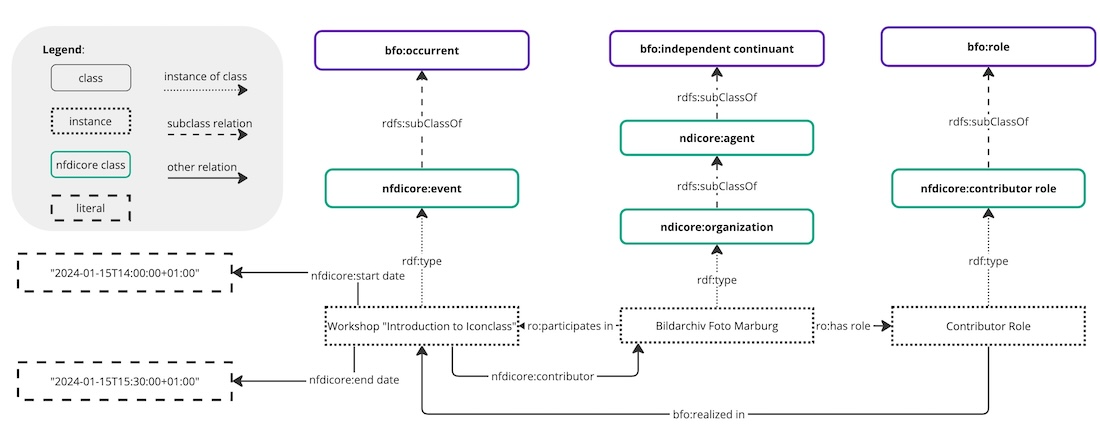 Legend:
class
instance of class
instance
subclass relation
nfdicore class
other relation
literal
bfo:occurrent
bfo:independent continuant
bfo:role
rdfs:subClassOf
rdfs:subClassOf
rdfs:subClassOf
ndicore:agent
nfdicore:event
rdfs:subClassOf
nfdicore:contributor role
ndicore:organization
rdf:type
rdf:type
rdf:type
"2024-01-15T14:00:00+01:00"
nfdicore:start date
Workshop "Introduction to Iconclass"
ro:participates in
Bildarchiv Foto Marburg
ro:has role
Contributor Role
"2024-01-15T15:30:00+01:00"
nfdicore:end date
nfdicore:contributor
bfo:realized in